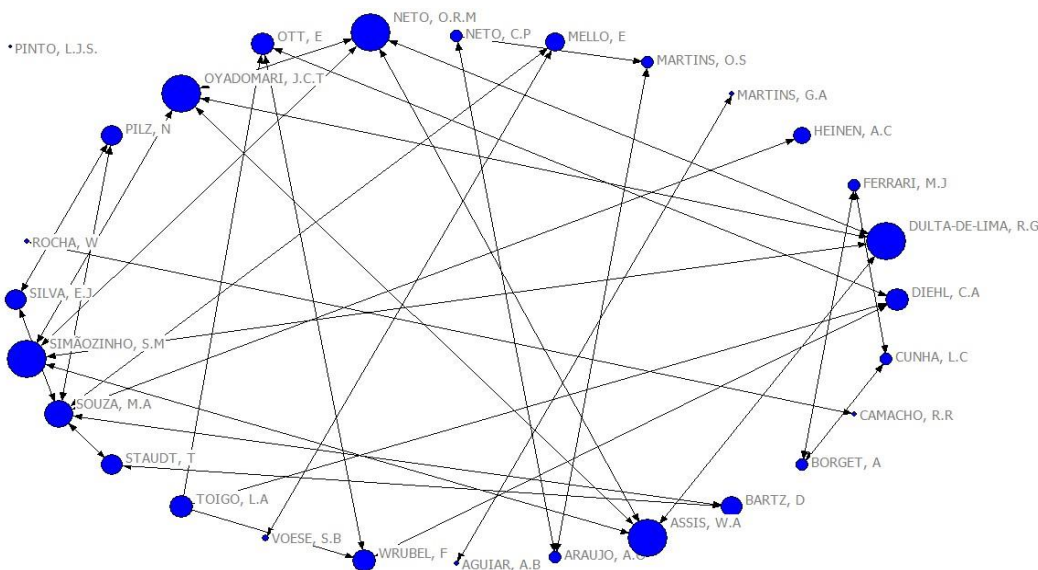 NETO, O.R.M
OTT, E
NETO, C.P
MELLO, E
PINTO, L.J.S.
MARTINS, O.S
OYADOMARI, J.C.T
MARTINS, G.A
PILZ, N
HEINEN, A.C
FERRARI, M.J
DULTA-DE-LIMA, R.G
ROCHA, W
SILVA, E.J
DIEHL, C.A
SIMÃOZINHO, S.M
CUNHA, L.C
SOUZA, M.A
CAMACHO, R.R
STAUDT, T
BORGET, A
TOIGO, L.A
BARTZ, D
ASSIS, W.A
VOESE, S.B
WRUBEL, F
ARAUJO, A.O
AGUIAR, A.B